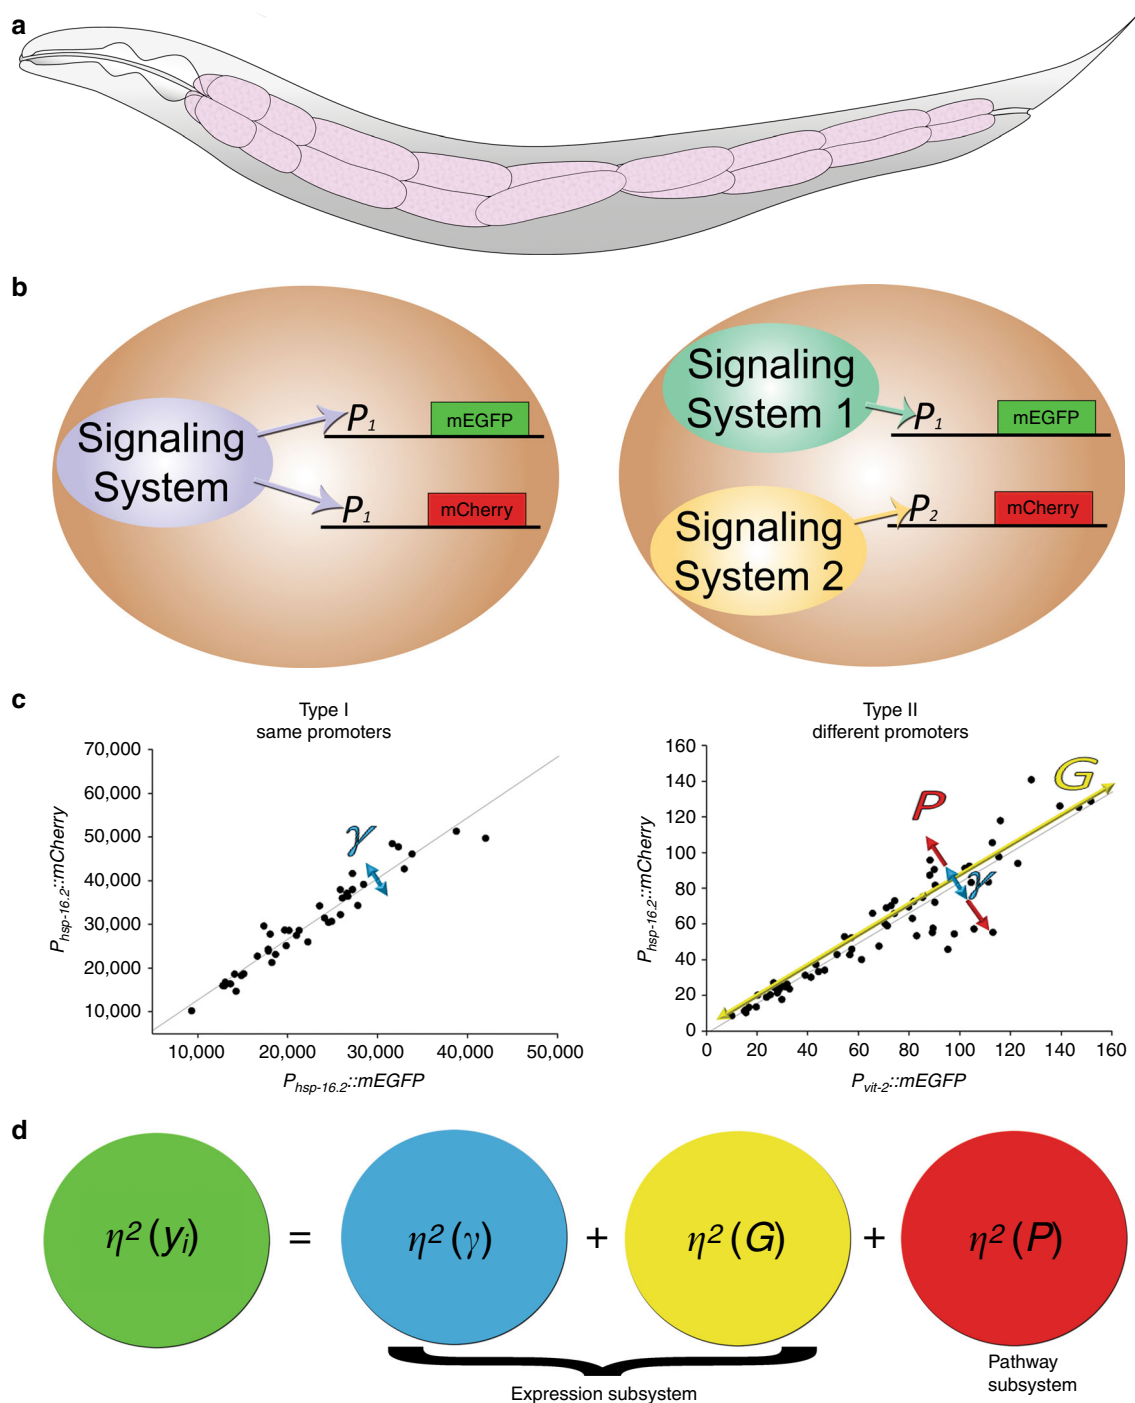 a
b
Signaling
System
P1
mEGFP
P1
mCherry
Signaling
System 1
P1
mEGFP
Signaling
System 2
P2
mCherry
c
Type I
same promoters
70,000
60,000
50,000
40,000
30,000
20,000
10,000
Phsp-16.2::mCherry
γ
10,000 20,000 30,000 40,000 50,000
Phsp-16.2::mEGFP
Type II
different promoters
160
140
120
100
80
60
40
20
0
Phsp-16.2::mCherry
P
G
γ
0 20 40 60 80 100 120 140 160
Pvit-2::mEGFP
d
η2 (yi) = η2 (γ) + η2 (G) + η2 (P)
Expression subsystem
Pathway
subsystem